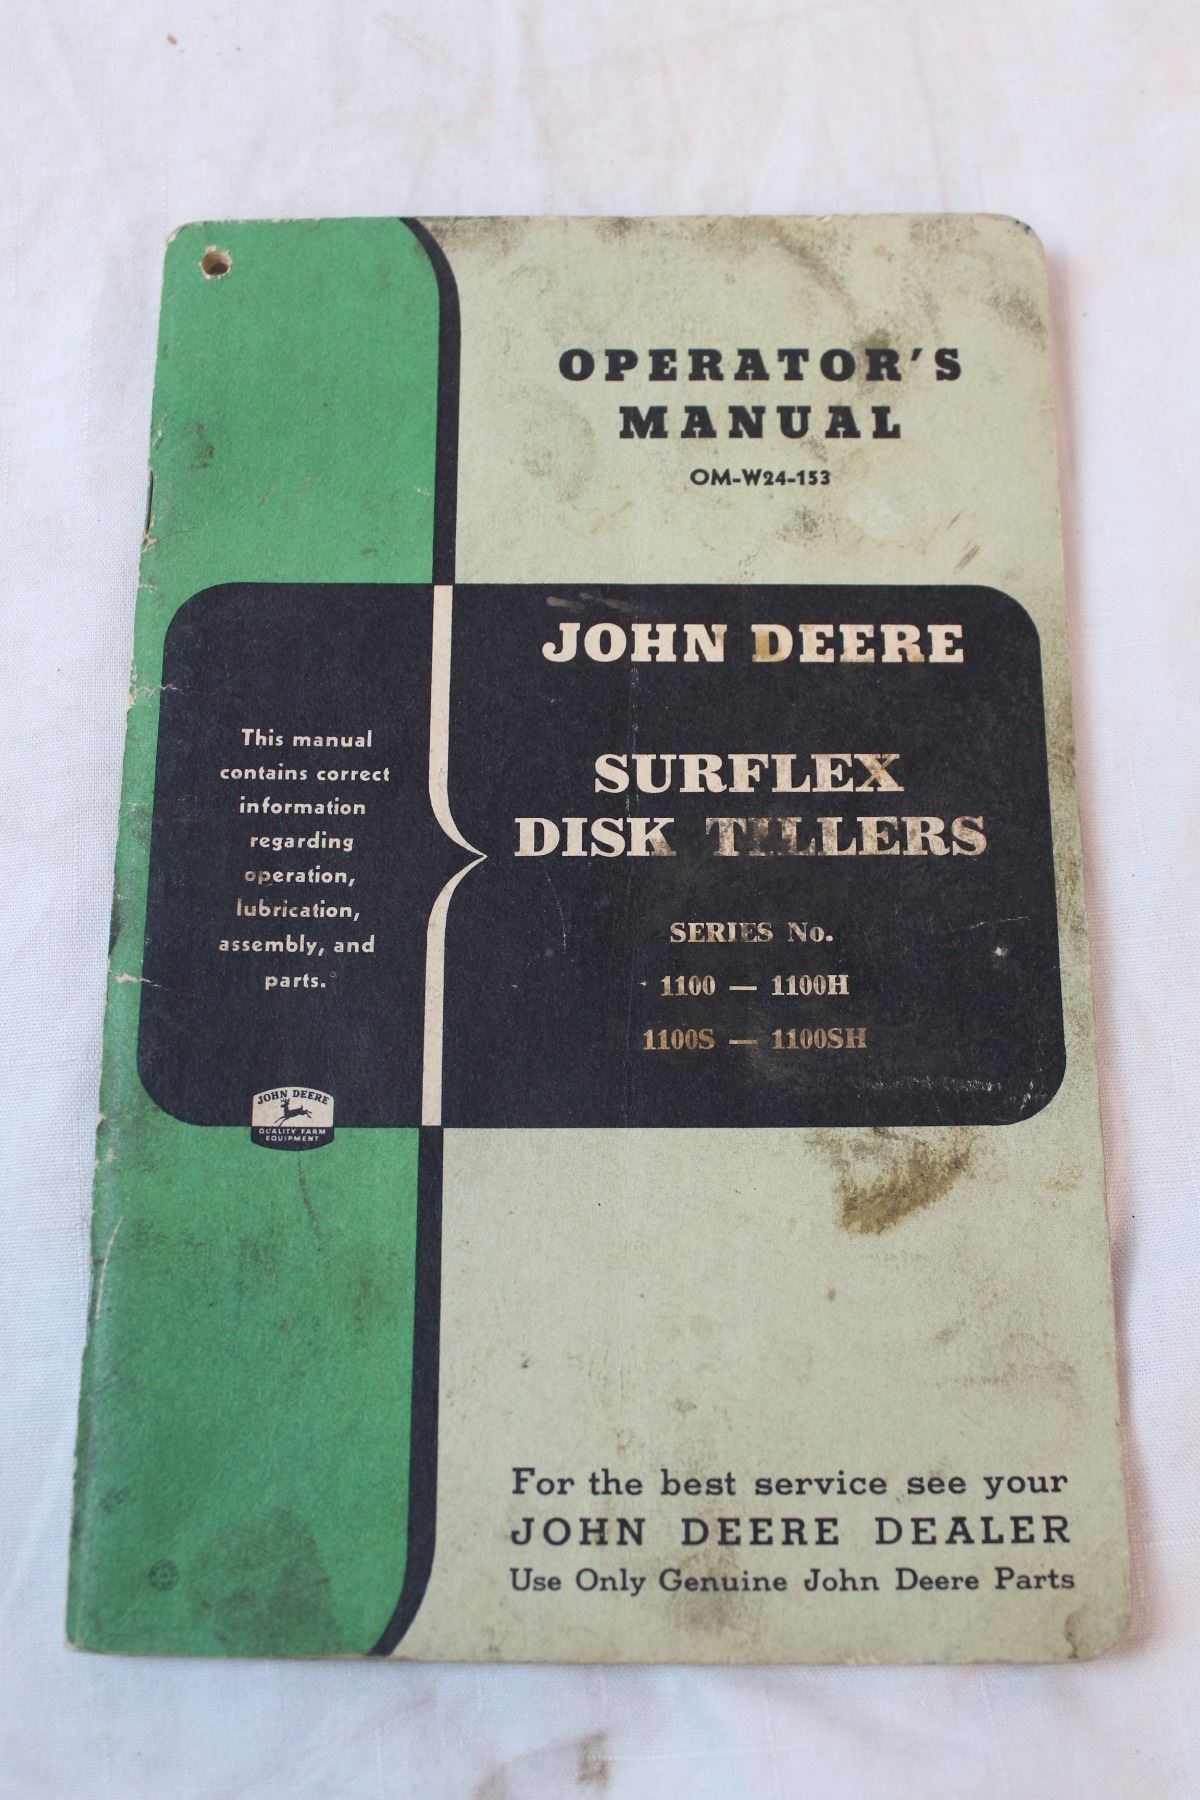 OPERATOR'S
MANUAL
OM-W24-153
JOHN DEERE
SURFLEX
DISK TILLERS
SERIES No.
1100 — 1100H
1100S — 1100SH
This manual
contains correct
information
regarding
operation,
lubrication,
assembly, and
parts.
JOHN DEERE
QUALITY FARM
EQUIPMENT
For the best service see your
JOHN DEERE DEALER
Use Only Genuine John Deere Parts